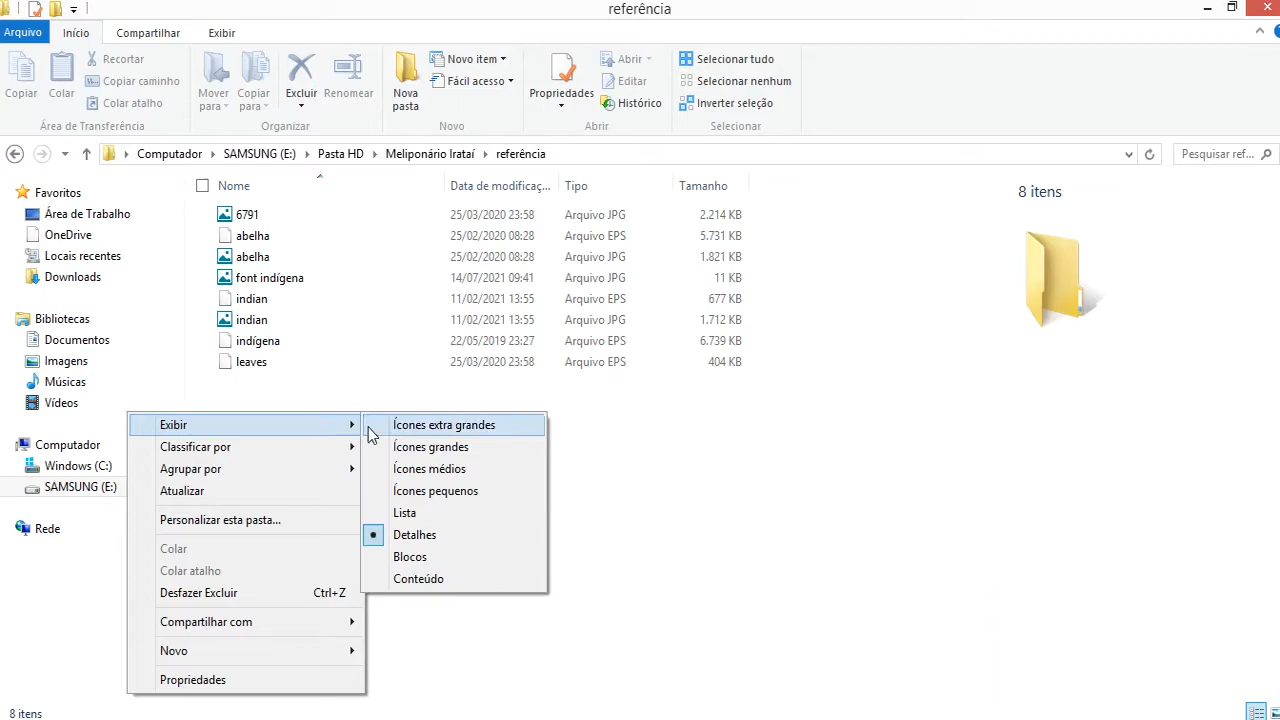 referência
Arquivo Início Compartilhar Exibir
Copiar
Colar
Recortar
Copiar caminho
Colar atalho
Área de Transferência
Mover para
Copiar para
Excluir
Renomear
Organizar
Nova pasta
Novo item
Fácil acesso
Novo
Propriedades
Abrir
Editar
Histórico
Abrir
Selecionar tudo
Selecionar nenhum
Inverter seleção
Selecionar
Computador SAMSUNG (E:) Pasta HD Meliponário Irataí referência
Pesquisar ref...
Favoritos
Área de Trabalho
OneDrive
Locais recentes
Downloads
Bibliotecas
Documentos
Imagens
Músicas
Vídeos
Computador
Windows (C:)
SAMSUNG (E:)
Rede
Nome Data de modificaç... Tipo Tamanho
6791 25/03/2020 23:58 Arquivo JPG 2.214 KB
abelha 25/02/2020 08:28 Arquivo EPS 5.731 KB
abelha 25/02/2020 08:28 Arquivo JPG 1.821 KB
font indígena 14/07/2021 09:41 Arquivo JPG 11 KB
indian 11/02/2021 13:55 Arquivo EPS 677 KB
indian 11/02/2021 13:55 Arquivo JPG 1.712 KB
indígena 22/05/2019 23:27 Arquivo EPS 6.739 KB
leaves 25/03/2020 23:58 Arquivo EPS 404 KB
8 itens
Exibir
Classificar por
Agrupar por
Atualizar
Personalizar esta pasta...
Colar
Colar atalho
Desfazer Excluir Ctrl+Z
Compartilhar com
Novo
Propriedades
Ícones extra grandes
Ícones grandes
Ícones médios
Ícones pequenos
Lista
Detalhes
Blocos
Conteúdo
8 itens